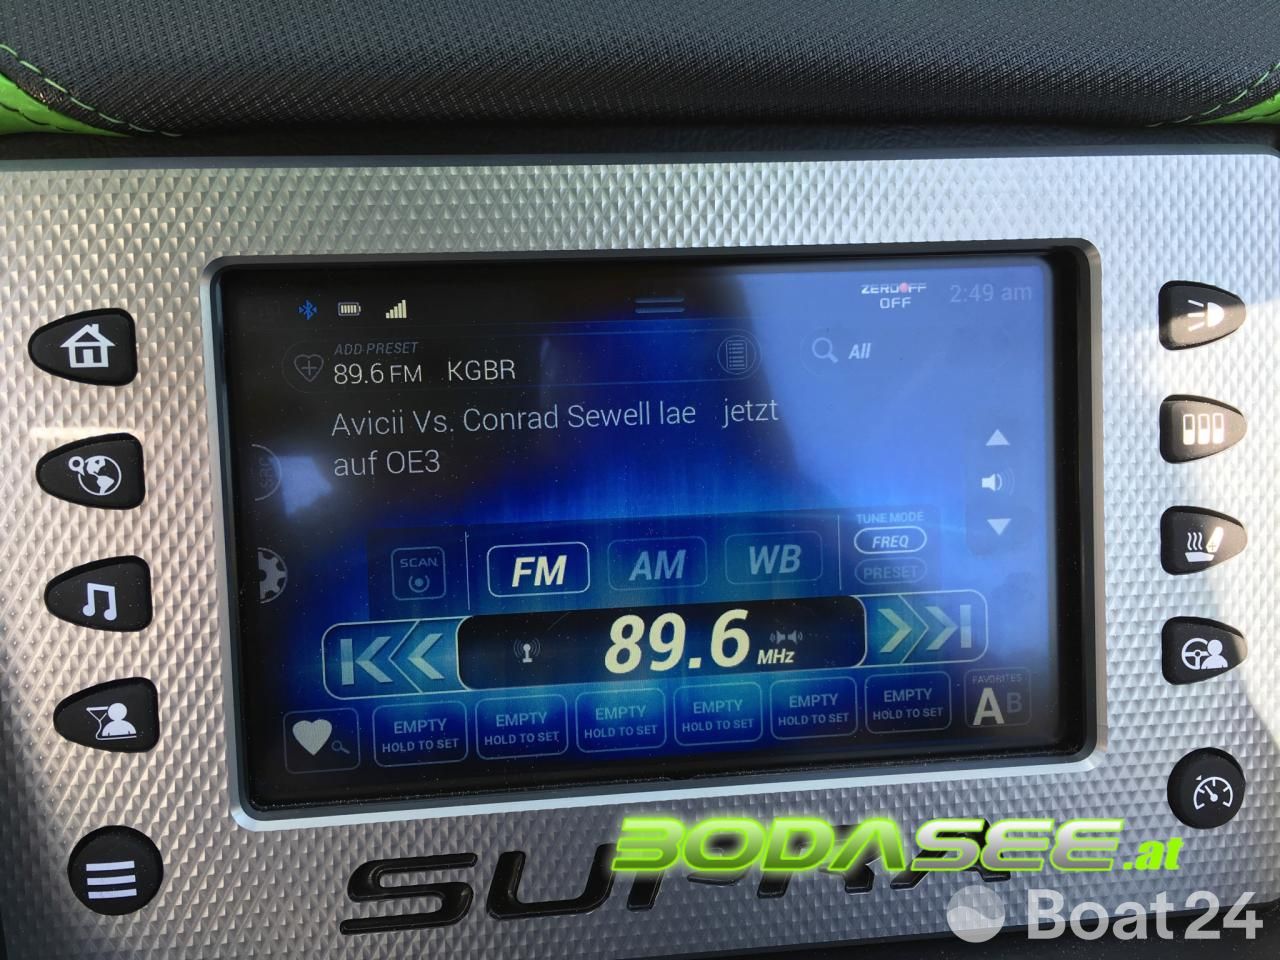 ZERO OFF
OFF
2:49 am
ADD PRESET
89.6 FM KGBR
All
Avicii Vs. Conrad Sewell lae jetzt
auf OE3
SRC
SCAN
FM
AM
WB
TUNE MODE
FREQ
PRESET
89.6 MHz
EMPTY
HOLD TO SET
EMPTY
HOLD TO SET
EMPTY
HOLD TO SET
EMPTY
HOLD TO SET
EMPTY
HOLD TO SET
EMPTY
HOLD TO SET
FAVORITES
A B
BODASEE.at
SUPRA
Boat24